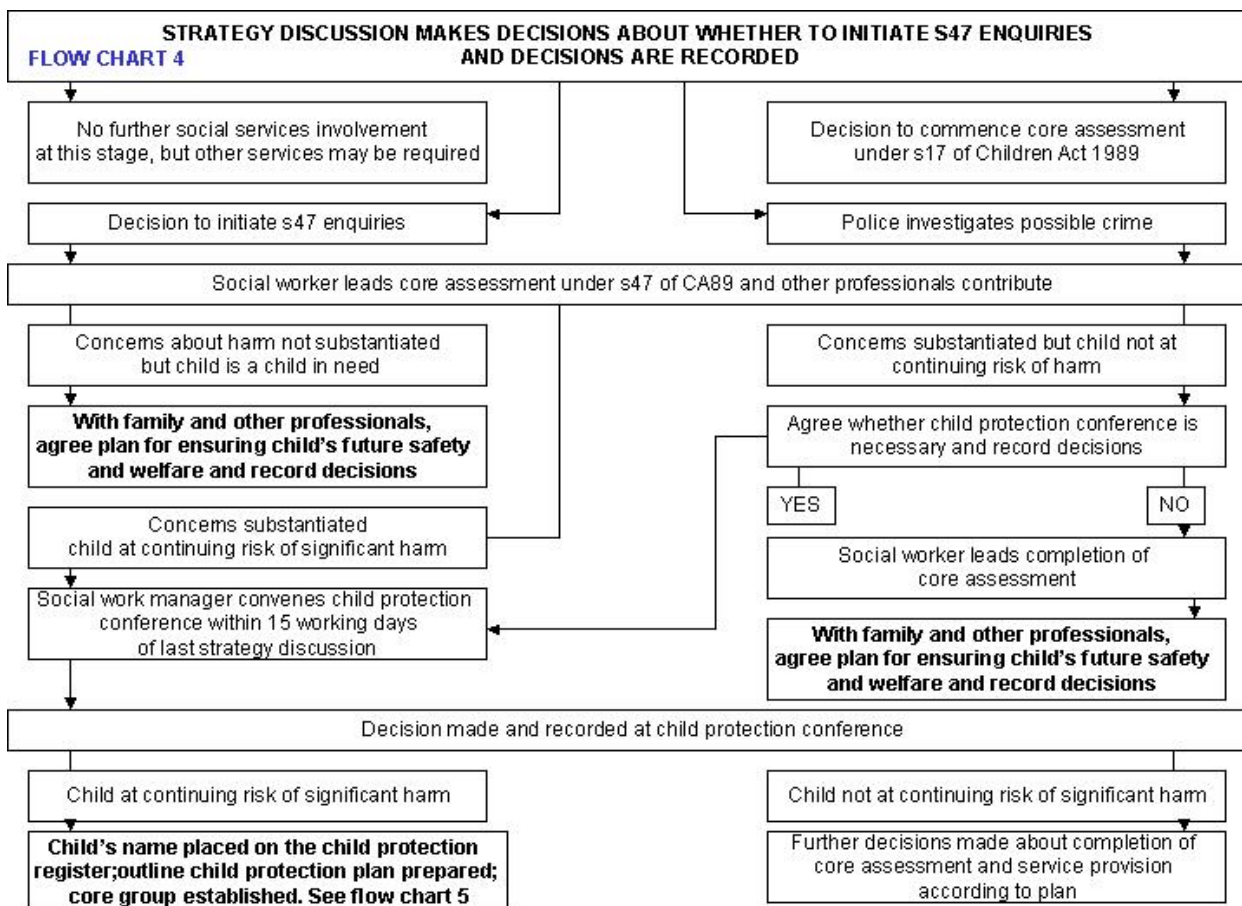 STRATEGY DISCUSSION MAKES DECISIONS ABOUT WHETHER TO INITIATE S47 ENQUIRIES
FLOW CHART 4
AND DECISIONS ARE RECORDED
No further social services involvement
at this stage, but other services may be required
Decision to commence core assessment
under s17 of Children Act 1989
Decision to initiate s47 enquiries
Police investigates possible crime
Social worker leads core assessment under s47 of CA89 and other professionals contribute
Concerns about harm not substantiated
but child is a child in need
Concerns substantiated but child not at
continuing risk of harm
With family and other professionals,
agree plan for ensuring child's future safety
and welfare and record decisions
Agree whether child protection conference is
necessary and record decisions
YES
NO
Concerns substantiated
child at continuing risk of significant harm
Social worker leads completion of
core assessment
Social work manager convenes child protection
conference within 15 working days
of last strategy discussion
With family and other professionals,
agree plan for ensuring child's future safety
and welfare and record decisions
Decision made and recorded at child protection conference
Child at continuing risk of significant harm
Child not at continuing risk of significant harm
Child's name placed on the child protection
register;outline child protection plan prepared;
core group established. See flow chart 5
Further decisions made about completion of
core assessment and service provision
according to plan